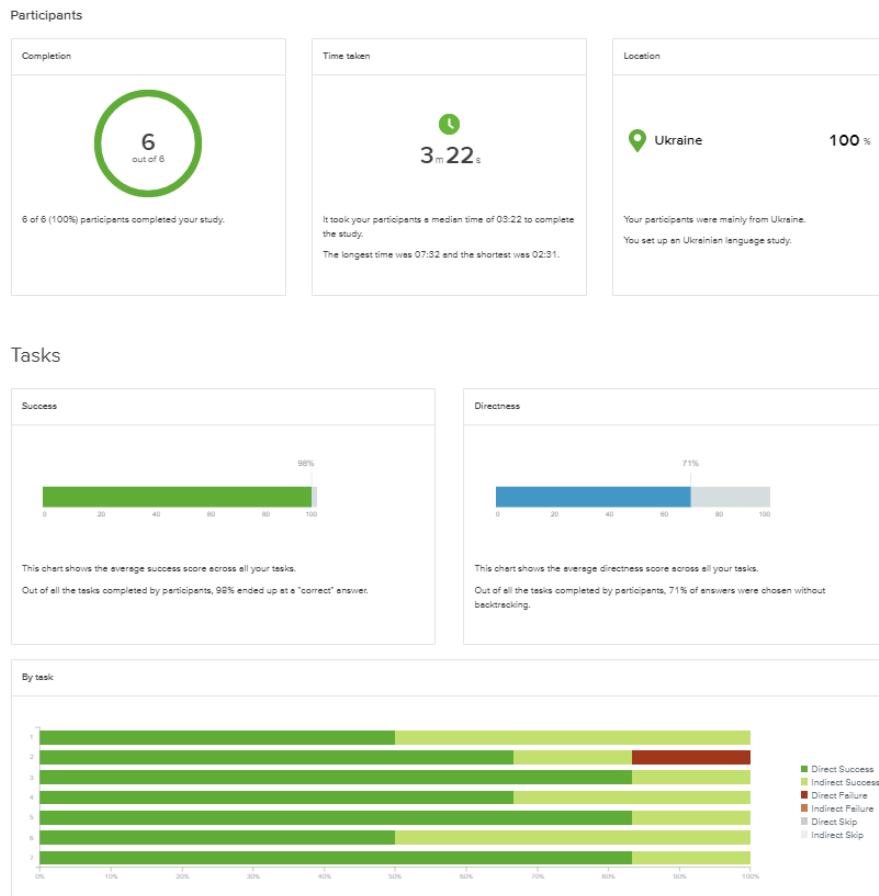 Participants
Completion
Time taken
Location
6
out of 6
3 m 22 s
Ukraine
100 %
6 of 6 (100%) participants completed your study.
It took your participants a median time of 03:22 to complete
the study.
The longest time was 07:32 and the shortest was 02:31.
Your participants were mainly from Ukraine.
You set up an Ukrainian language study.
Tasks
Success
Directness
98%
71%
0 20 40 60 80 100
0 20 40 60 80 100
This chart shows the average success score across all your tasks.
Out of all the tasks completed by participants, 98% ended up at a "correct" answer.
This chart shows the average directness score across all your tasks.
Out of all the tasks completed by participants, 71% of answers were chosen without
backtracking.
By task
1
2
3
4
5
6
7
0% 10% 20% 30% 40% 50% 60% 70% 80% 90% 100%
Direct Success
Indirect Success
Direct Failure
Indirect Failure
Direct Skip
Indirect Skip